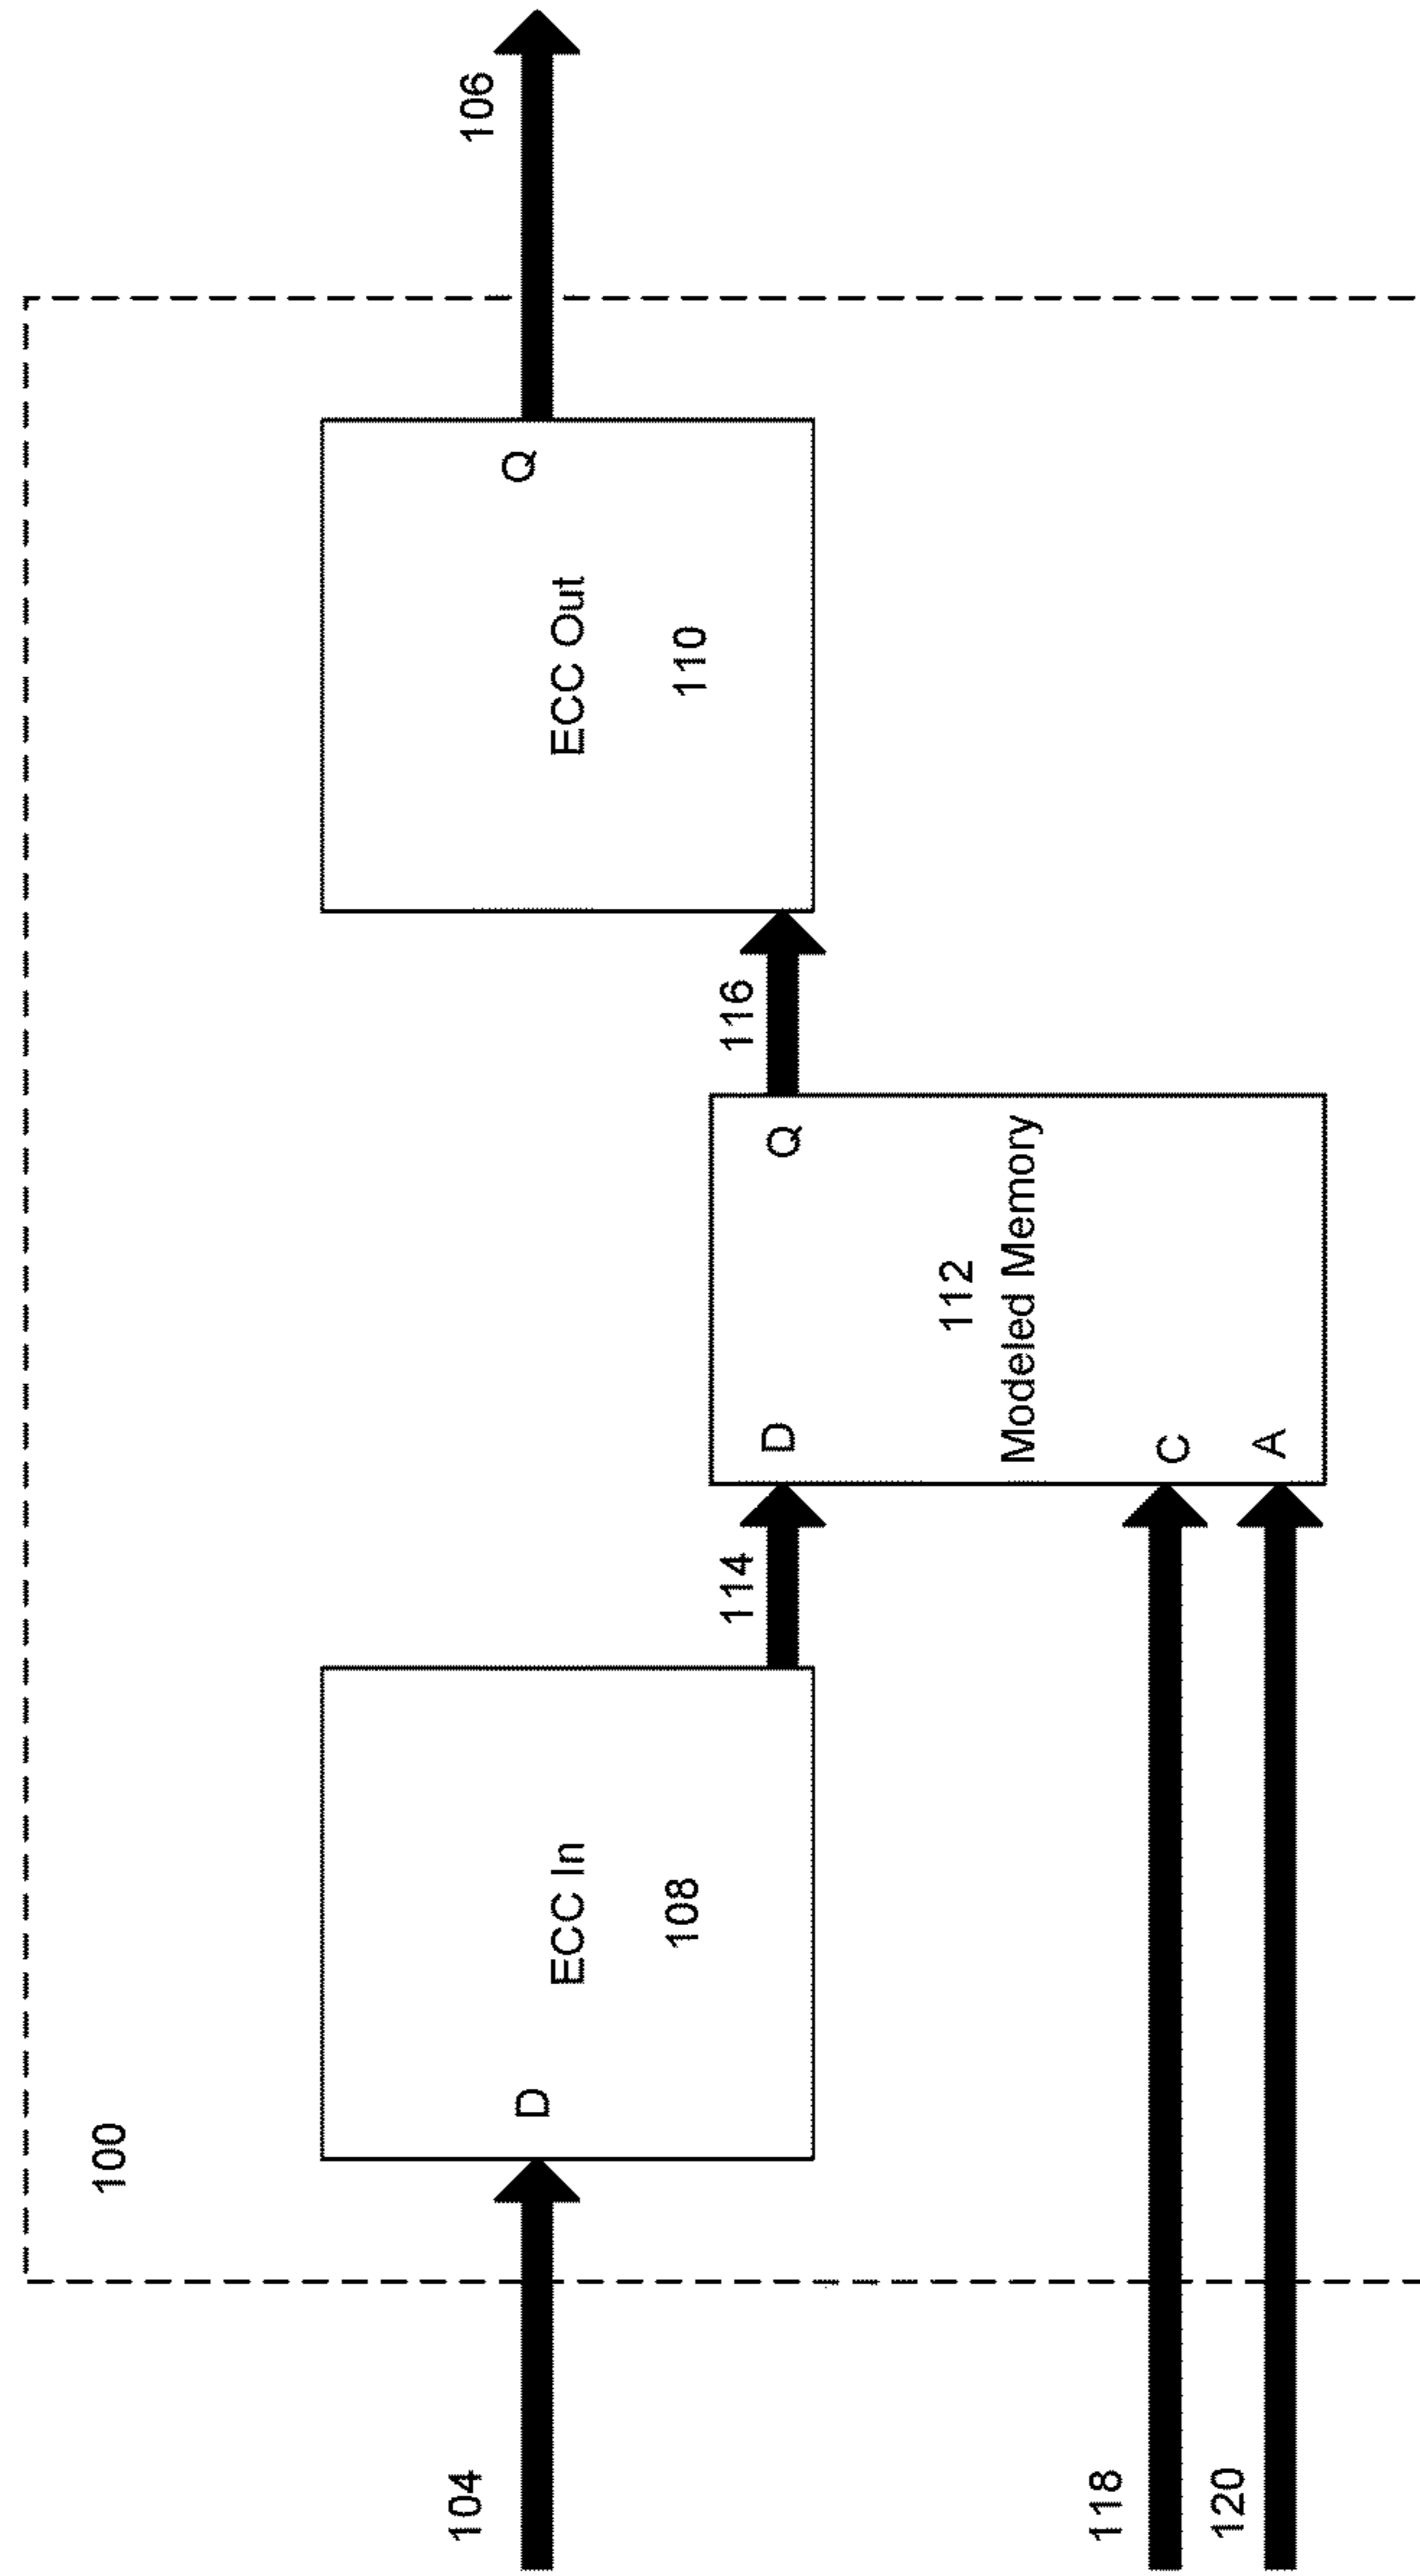 100
104
D
ECC In
108
114
118
120
D
C
A
112
Modeled Memory
Q
116
ECC Out
110
Q
106